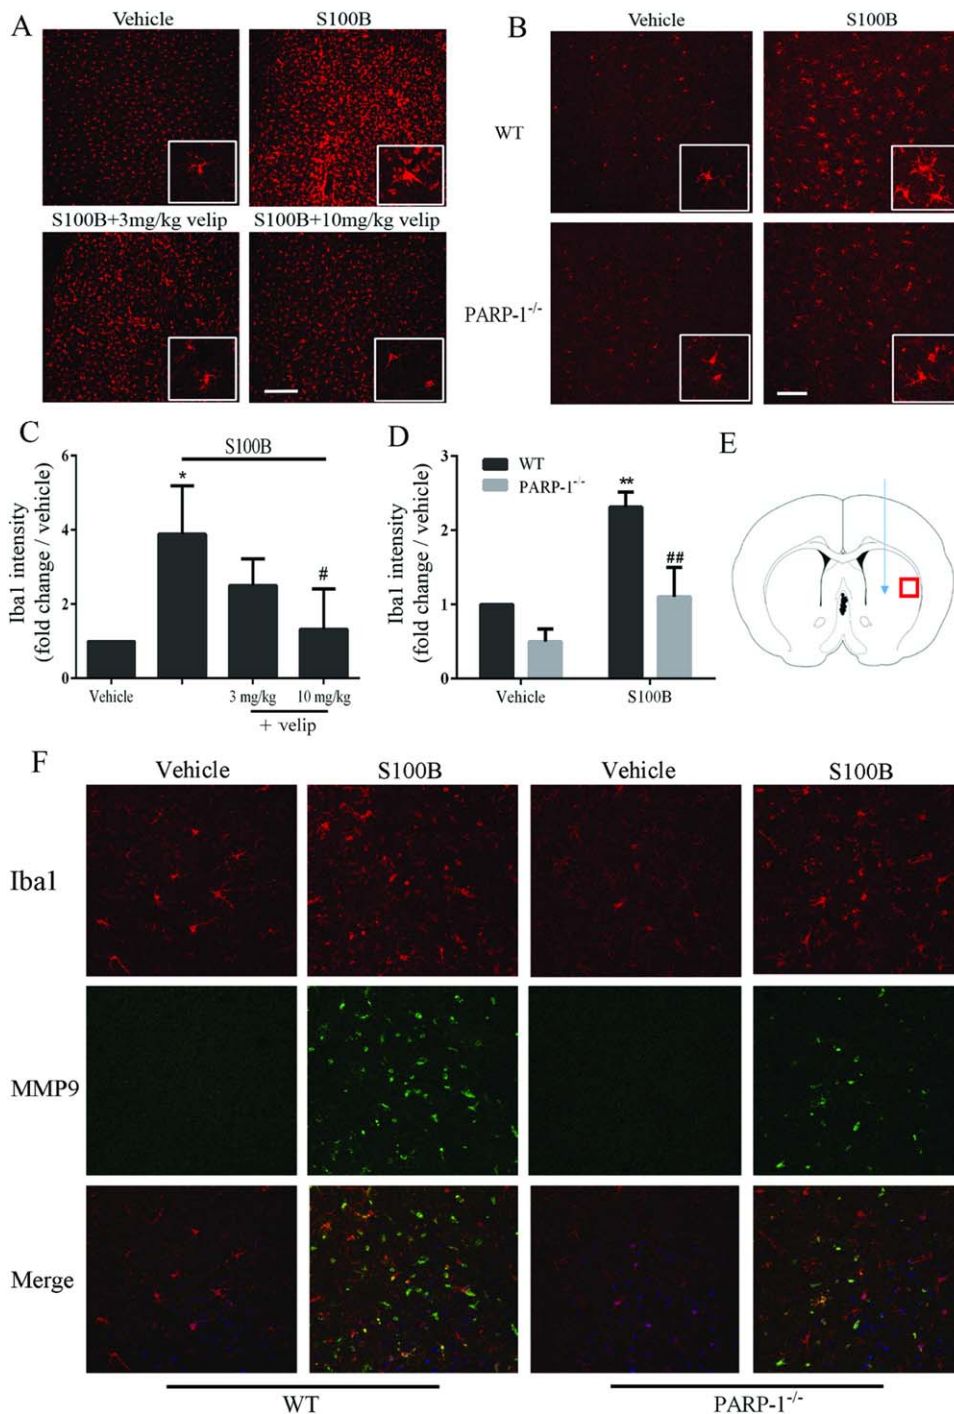 A
Vehicle
S100B
S100B+3mg/kg velip
S100B+10mg/kg velip
B
Vehicle
S100B
WT
PARP-1-/-
C
S100B
Iba1 intensity
(fold change / vehicle)
6
4
2
0
*
#
Vehicle
3 mg/kg
10 mg/kg
+ velip
D
WT
PARP-1-/-
Iba1 intensity
(fold change / vehicle)
3
2
1
0
**
##
Vehicle
S100B
E
F
Vehicle
S100B
Vehicle
S100B
Iba1
MMP9
Merge
WT
PARP-1-/-